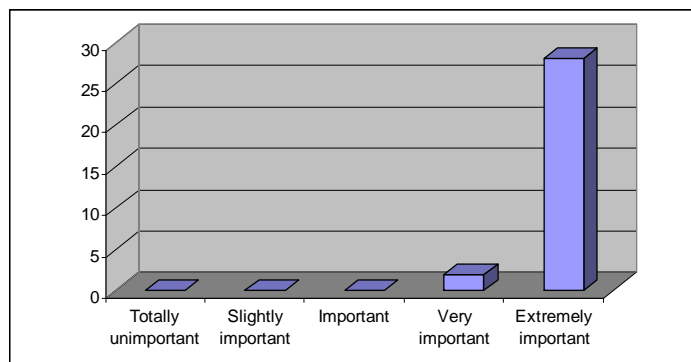 30
25
20
15
10
5
0
Totally
unimportant
Slightly
important
Important
Very
important
Extremely
important